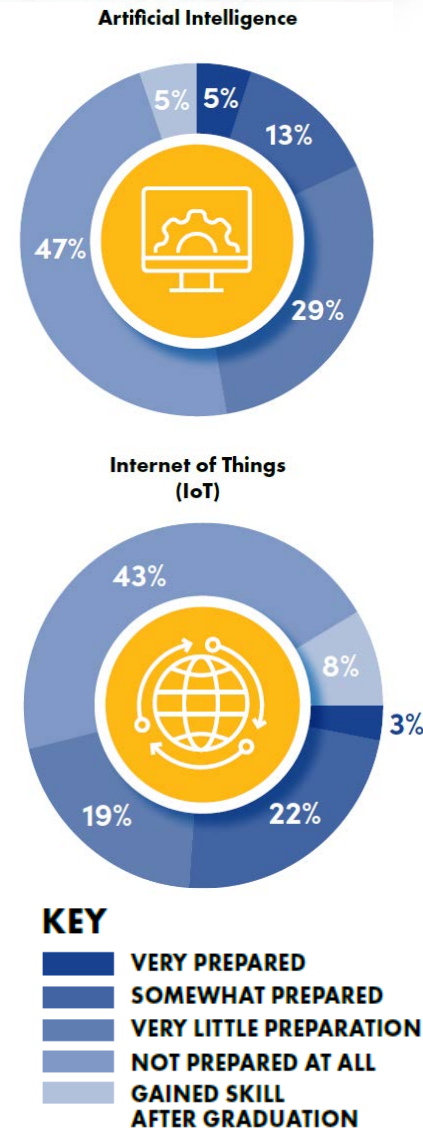 Artificial Intelligence
5% 5%
13%
47%
29%
Internet of Things
(IoT)
43%
8%
3%
19%
22%
KEY
VERY PREPARED
SOMEWHAT PREPARED
VERY LITTLE PREPARATION
NOT PREPARED AT ALL
GAINED SKILL
AFTER GRADUATION